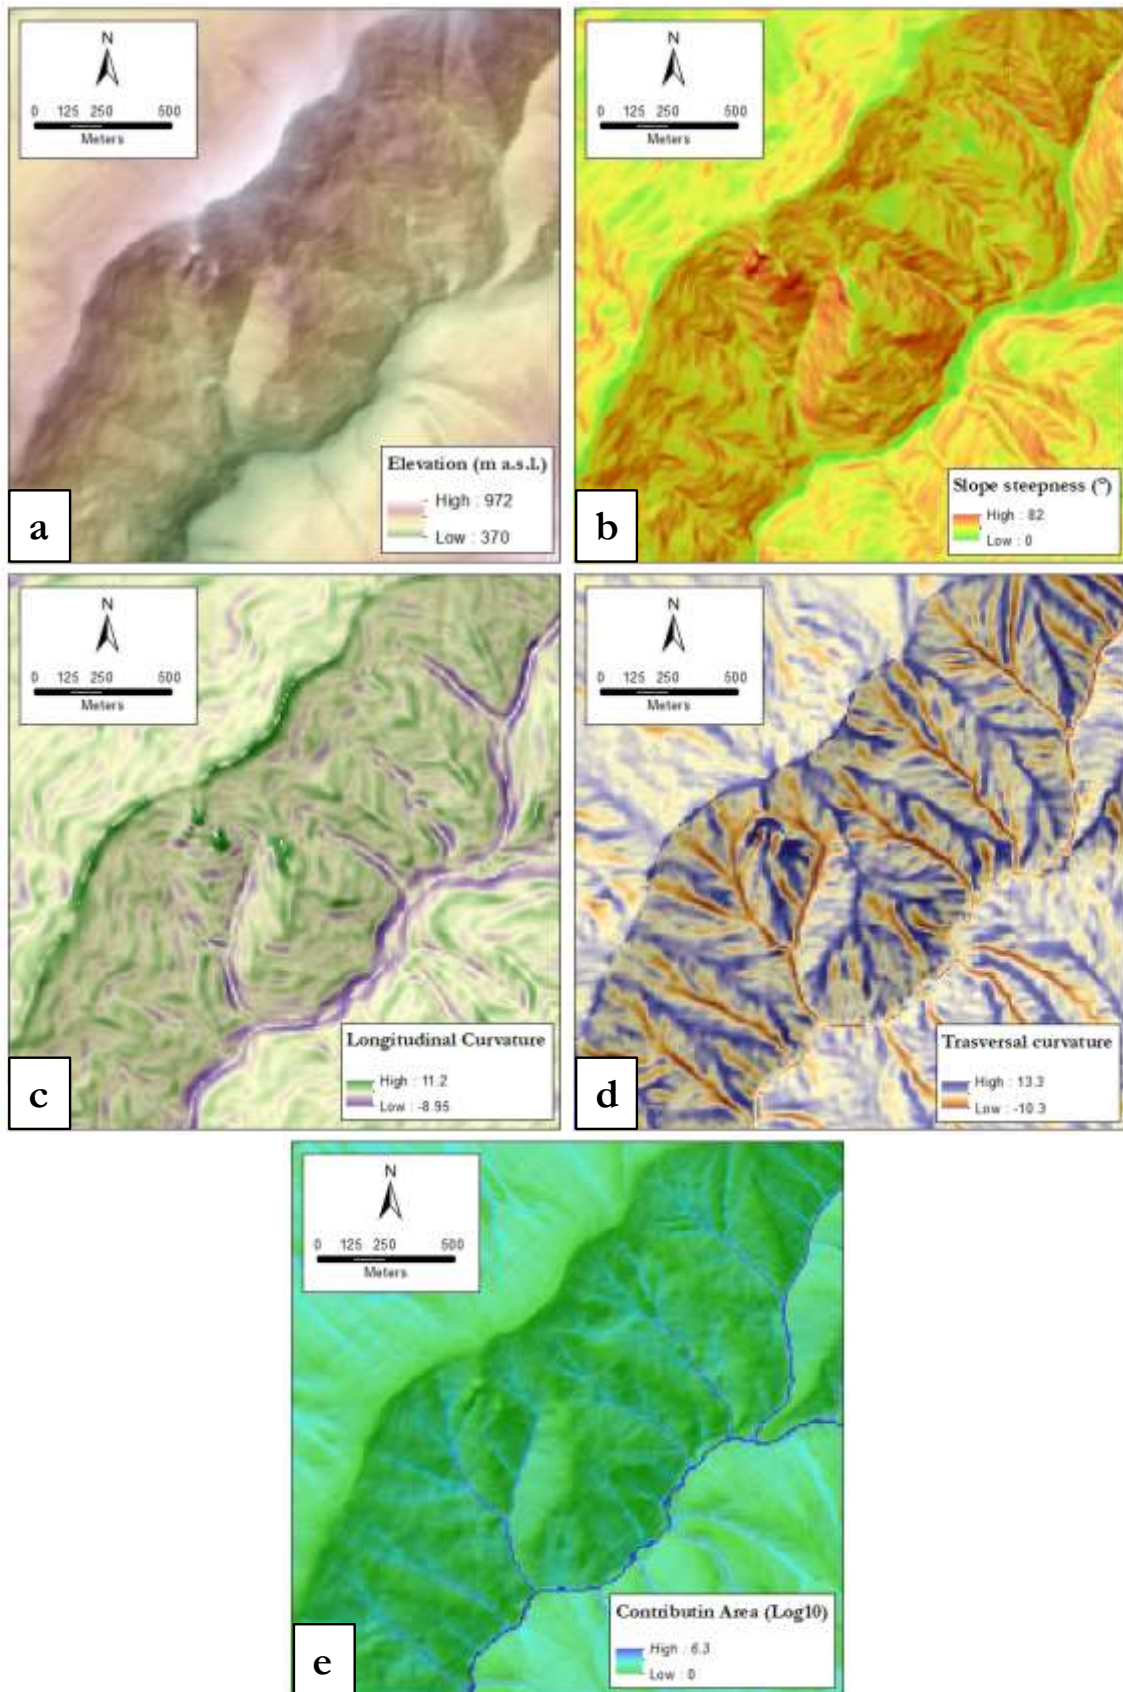 N
0 125 250 500
Meters
Elevation (m a.s.l.)
High : 972
Low : 370
a
N
0 125 250 500
Meters
Slope steepness (°)
High : 82
Low : 0
b
N
0 125 250 500
Meters
Longitudinal Curvature
High : 11.2
Low : -8.95
c
N
0 125 250 500
Meters
Trasversal curvature
High : 13.3
Low : -10.3
d
N
0 125 250 500
Meters
Contributin Area (Log10)
High : 6.3
Low : 0
e